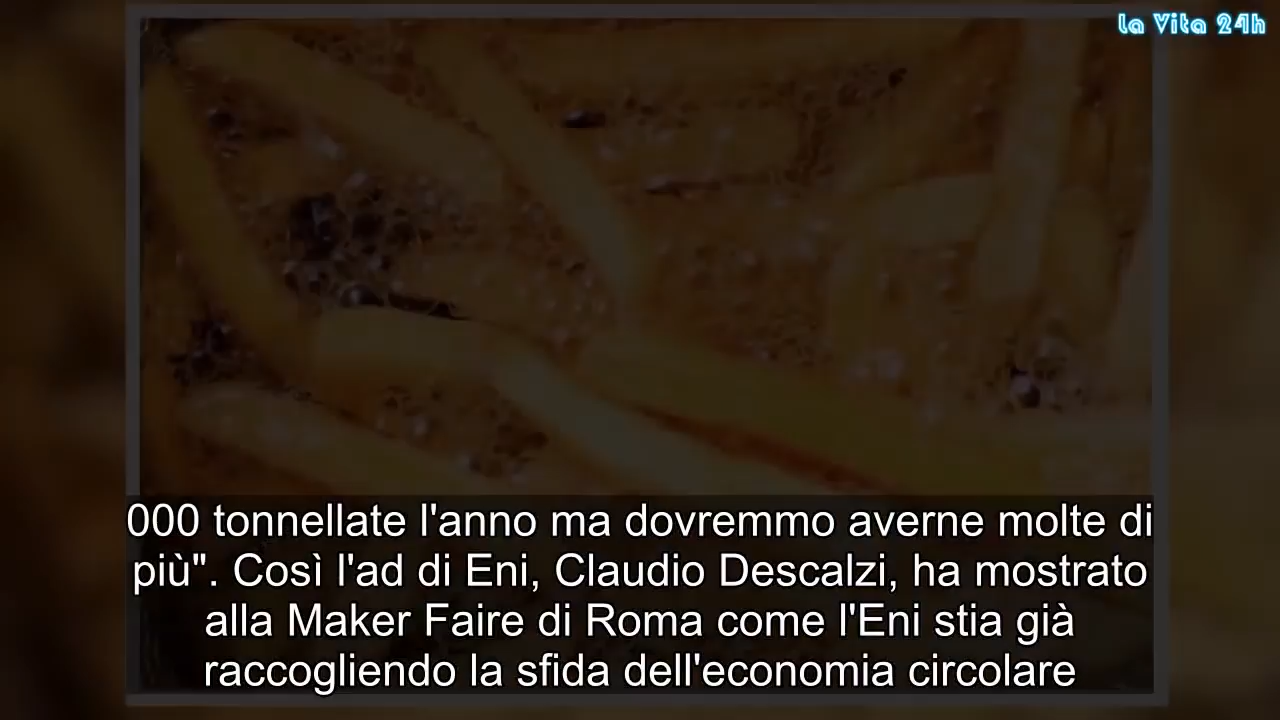 La Vita 24h
000 tonnellate l'anno ma dovremmo averne molte di
più". Così l'ad di Eni, Claudio Descalzi, ha mostrato
alla Maker Faire di Roma come l'Eni stia già
raccogliendo la sfida dell'economia circolare